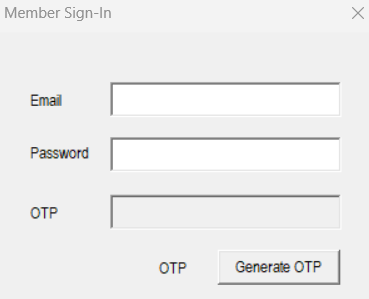 Member Sign-In
Email
Password
OTP
OTP Generate OTP